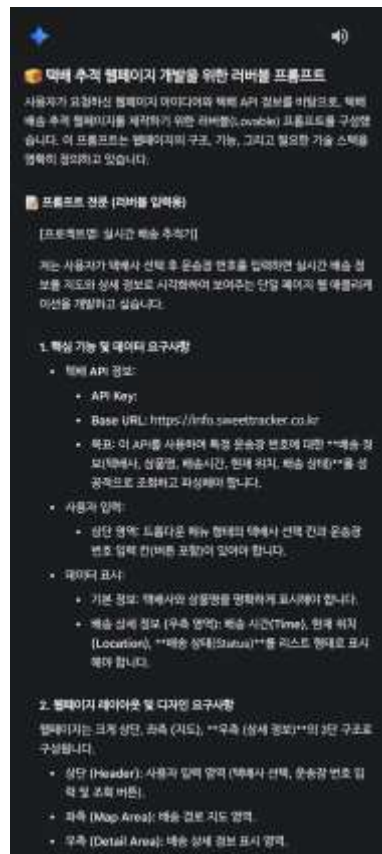 택배 추적 웹페이지 개발을 위한 러버블 프롬프트
사용자가 요청하신 웹페이지 아이디어와 택배 API 정보를 바탕으로, 택배
배송 추적 웹페이지를 제작하기 위한 러버블(Lovable) 프롬프트를 구성했
습니다. 이 프롬프트는 웹페이지의 구조, 기능, 그리고 필요한 기술 스택을
명확히 정의하고 있습니다.
프롬프트 전문 (러버블 입력용)
[프로젝트명: 실시간 배송 추적기]
저는 사용자가 택배사 선택 후 운송장 번호를 입력하면 실시간 배송 정
보를 지도와 상세 정보로 시각화하여 보여주는 단일 페이지 웹 애플리케
이션을 개발하고 싶습니다.
1. 핵심 기능 및 데이터 요구사항
• 택배 API 정보:
• API Key:
• Base URL: https://info.sweettracker.co.kr
• 목표: 이 API를 사용하여 특정 운송장 번호에 대한 **배송 정
보(택배사, 상품명, 배송시간, 현재 위치, 배송 상태)**를 성
공적으로 조회하고 파싱해야 합니다.
• 사용자 입력:
• 상단 영역: 드롭다운 메뉴 형태의 택배사 선택 칸과 운송장
번호 입력 칸(버튼 포함)이 있어야 합니다.
• 데이터 표시:
• 기본 정보: 택배사와 상품명을 명확하게 표시해야 합니다.
• 배송 상세 정보 (우측 영역): 배송 시간(Time), 현재 위치
(Location), **배송 상태(Status)**를 리스트 형태로 표시
해야 합니다.
2. 웹페이지 레이아웃 및 디자인 요구사항
웹페이지는 크게 상단, 좌측 (지도), **우측 (상세 정보)**의 3단 구조로
구성됩니다.
• 상단 (Header): 사용자 입력 영역 (택배사 선택, 운송장 번호 입
력 및 조회 버튼).
• 좌측 (Map Area): 배송 경로 지도 영역.
• 우측 (Detail Area): 배송 상세 정보 표시 영역.